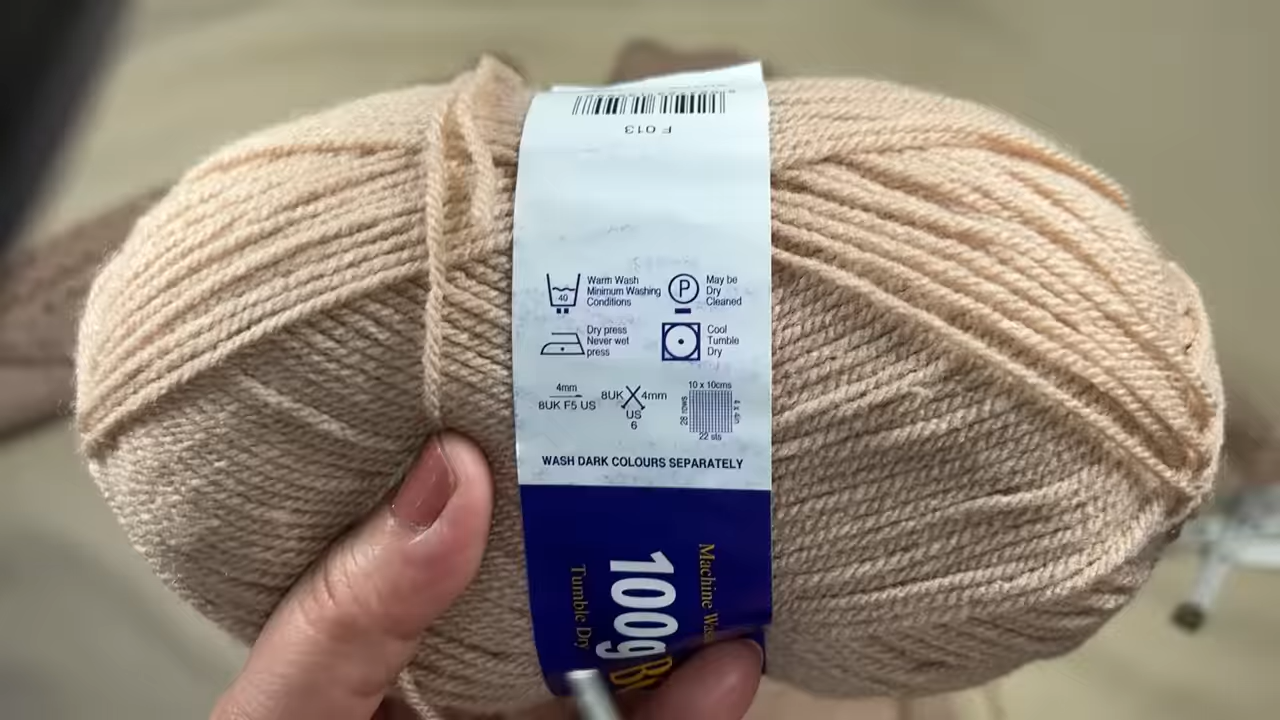 F 013
40
Warm Wash
Minimum Washing
Conditions
P
May be
Dry
Cleaned
Dry press
Never wet
press
Cool
Tumble
Dry
4mm
8UK F5 US
8UK 4mm
US
6
10 x 10cms
28 rows
4 x 4in
22 sts
WASH DARK COLOURS SEPARATELY
Machine
100g
Tumble Dry